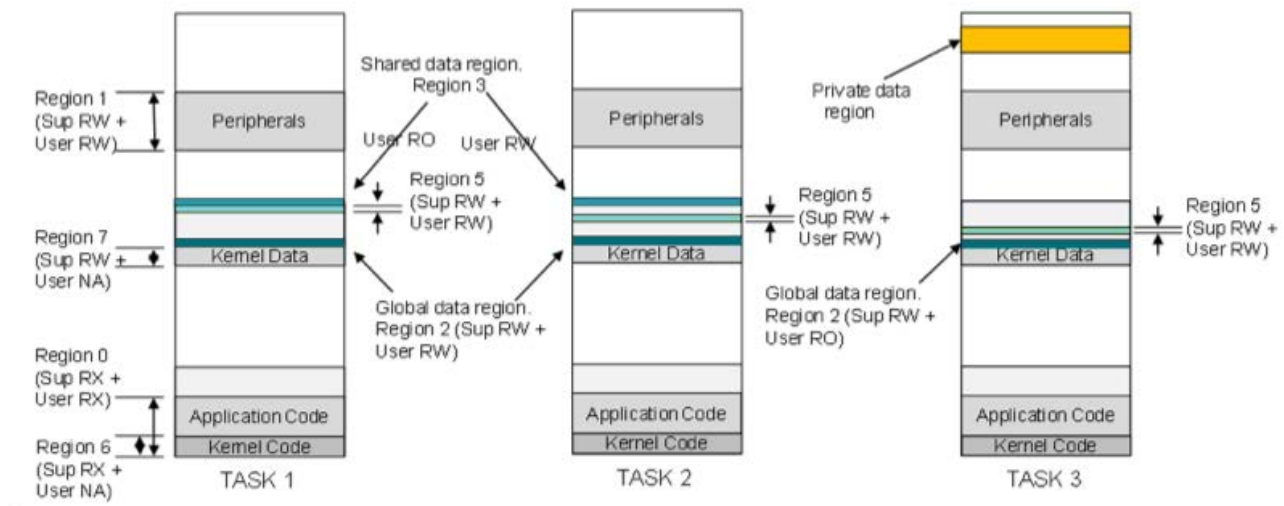 Region 1
(Sup RW +
User RW)
Region 7
(Sup RW +
User NA)
Region 0
(Sup RX +
User RX)
Region 6
(Sup RX +
User NA)
Peripherals
Kernel Data
Application Code
Kernel Code
TASK 1
Shared data region.
Region 3
User RO
User RW
Region 5
(Sup RW +
User RW)
Global data region.
Region 2 (Sup RW +
User RW)
Peripherals
Kernel Data
Application Code
Kernel Code
TASK 2
Region 5
(Sup RW +
User RW)
Private data
region
Global data region.
Region 2 (Sup RW +
User RO)
Peripherals
Kernel Data
Application Code
Kernel Code
TASK 3
Region 5
(Sup RW +
User RW)